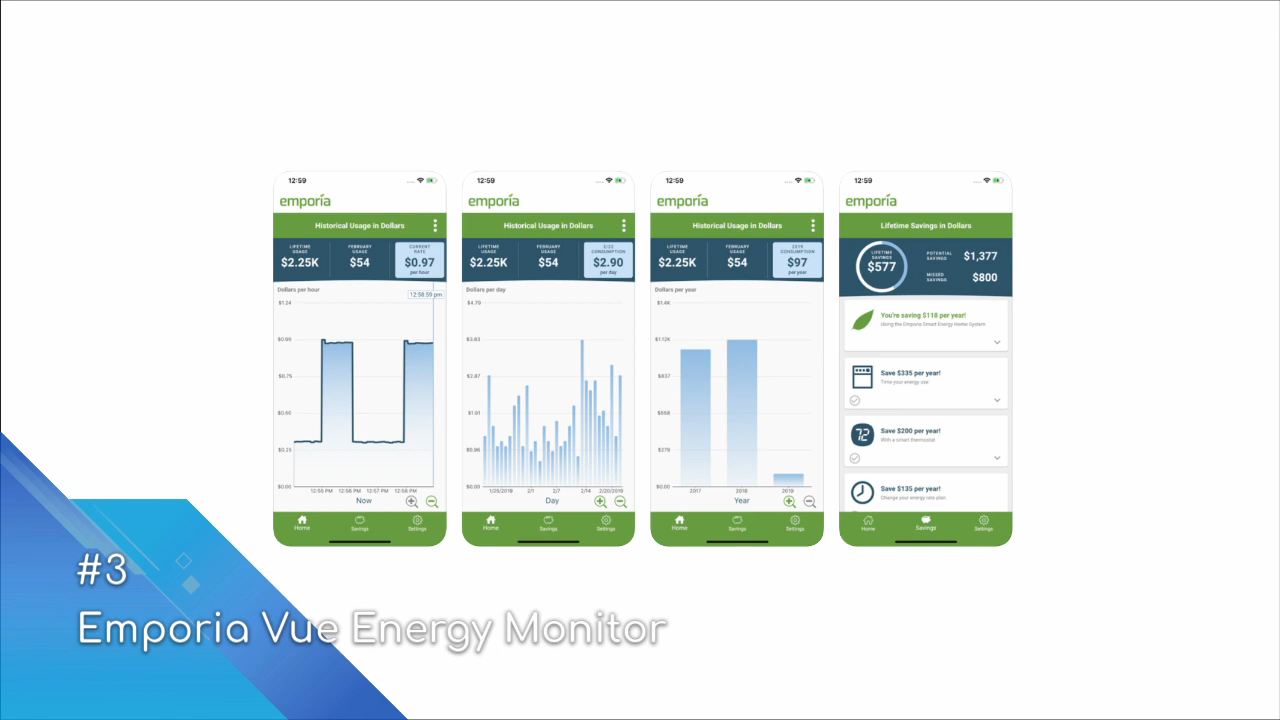 12:59
emporia
Historical Usage in Dollars
LIFETIME USAGE
$2.25K
FEBRUARY USAGE
$54
CURRENT RATE
$0.97
per hour
Dollars per hour
12:58:59 pm
$1.24
$0.75
$0.25
$0.00
12:55 PM 12:56 PM 12:57 PM 12:58 PM
Now
Home Savings Settings
12:59
emporia
Historical Usage in Dollars
LIFETIME USAGE
$2.25K
FEBRUARY USAGE
$54
CONSUMPTION
$2.90
per day
Dollars per day
$4.79
$3.83
$2.87
$0.96
$0.00
2/1 2/7 2/14 2/20/2019
Day
Home Savings Settings
12:59
emporia
Historical Usage in Dollars
LIFETIME USAGE
$2.25K
FEBRUARY USAGE
$54
2019 CONSUMPTION
$97
per year
Dollars per year
$1.4K
$1.12K
$837
$558
$279
$0.00
2017 2018 2019
Year
Home Savings Settings
12:59
emporia
Lifetime Savings in Dollars
LIFETIME SAVINGS
$577
POTENTIAL SAVINGS
$1,377
MISSED SAVINGS
$800
You're saving $118 per year!
Using the Emporia Smart Energy Home System
Save $335 per year!
Time your energy use
72
Save $200 per year!
With a smart thermostat
Save $135 per year!
Change your energy rate plan
Home Savings Settings
#3
Emporia Vue Energy Monitor